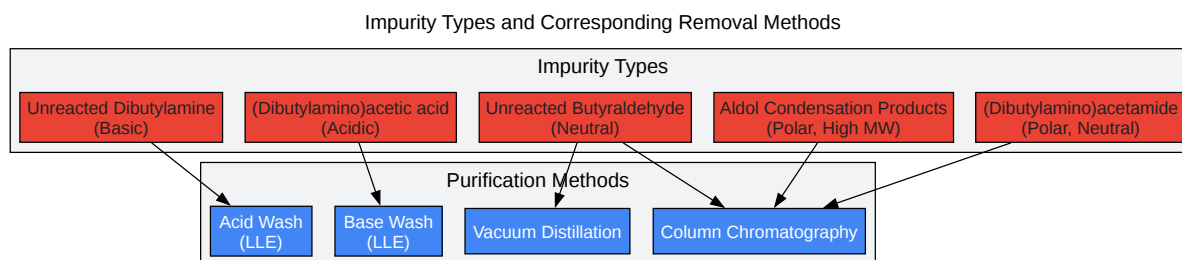 Impurity Types and Corresponding Removal Methods
Impurity Types
Unreacted Dibutylamine
(Basic)
(Dibutylamino)acetic acid
(Acidic)
Unreacted Butyraldehyde
(Neutral)
Aldol Condensation Products
(Polar, High MW)
(Dibutylamino)acetamide
(Polar, Neutral)
Purification Methods
Acid Wash
(LLE)
Base Wash
(LLE)
Vacuum Distillation
Column Chromatography